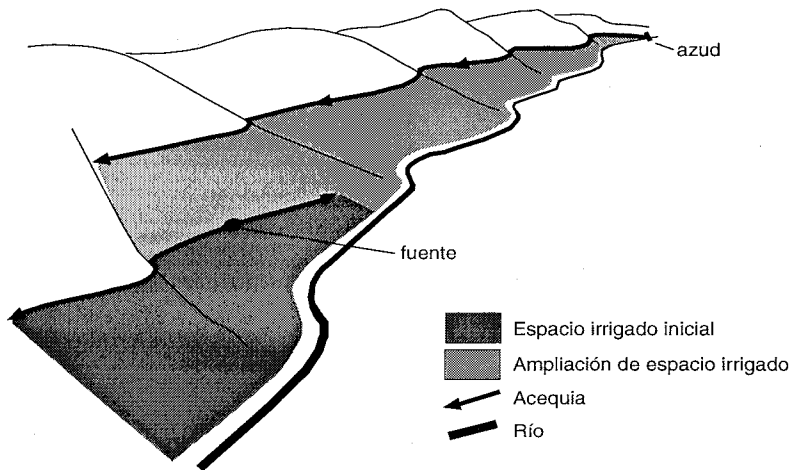 azud
fuente
Espacio irrigado inicial
Ampliación de espacio irrigado
Acequia
Río